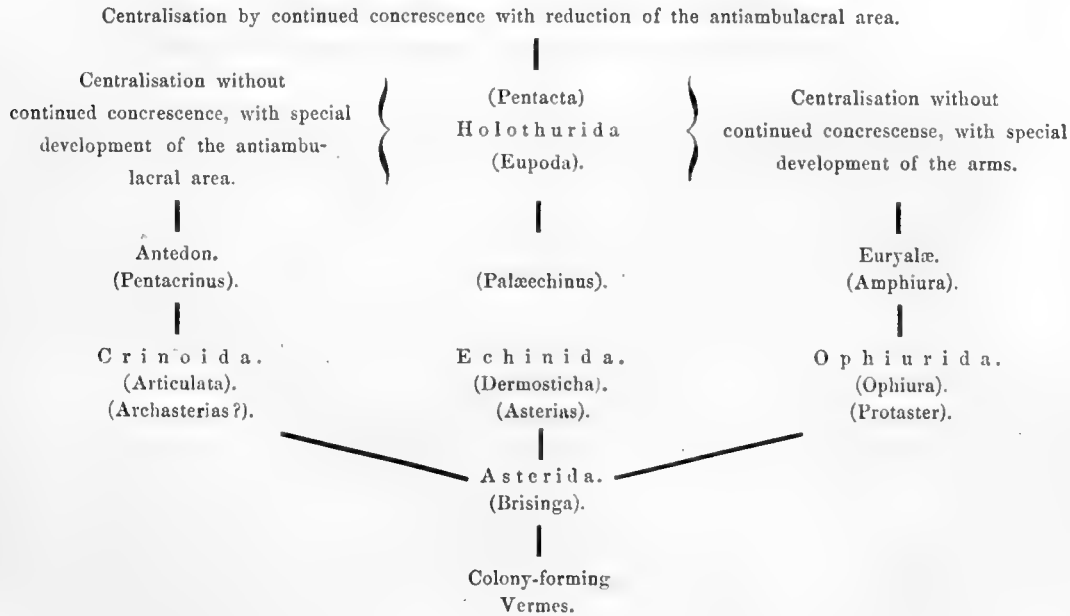 Centralisation by continued concrescence with reduction of the antiambulacral area.
Centralisation without
continued concrescence, with special
development of the antiambu-
lacral area.
(Pentacta)
Holothurida
(Eupoda).
Centralisation without
continued concrescense, with special
development of the arms.
Antedon.
(Pentacrinus).
(Palæechinus).
Euryalæ.
(Amphiura).
Crinoida.
(Articulata).
(Archasterias?).
Echinida.
(Dermosticha).
(Asterias).
Ophiurida.
(Ophiura).
(Protaster).
Asterida.
(Brisinga).
Colony-forming
Vermes.